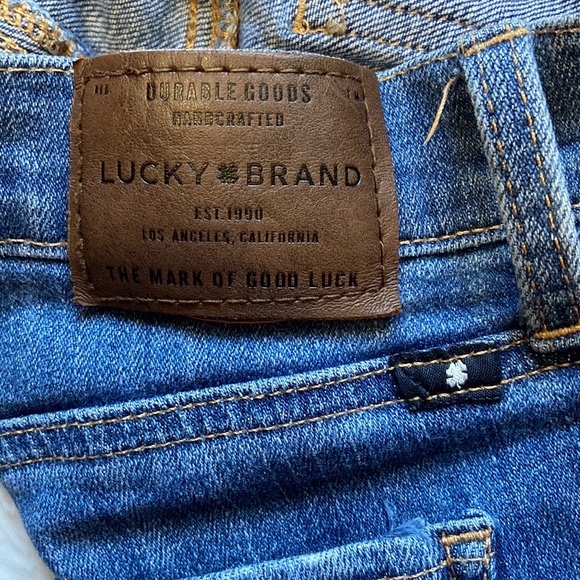 DURABLE GOODS
HANDCRAFTED
LUCKY BRAND
EST. 1990
LOS ANGELES, CALIFORNIA
THE MARK OF GOOD LUCK